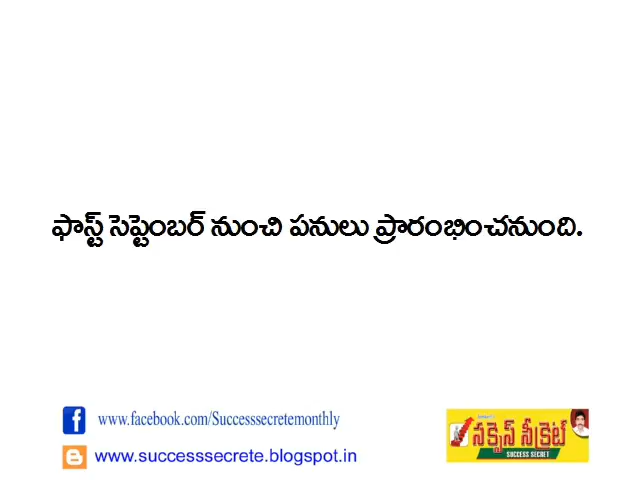 ఫాస్ట్ సెప్టెంబర్ నుంచి పనులు ప్రారంభించనుంది.
www.facebook.com/Successsecretemonthly
www.successsecrete.blogspot.in
సక్సెస్ సీక్రెట్
SUCCESS SECRET